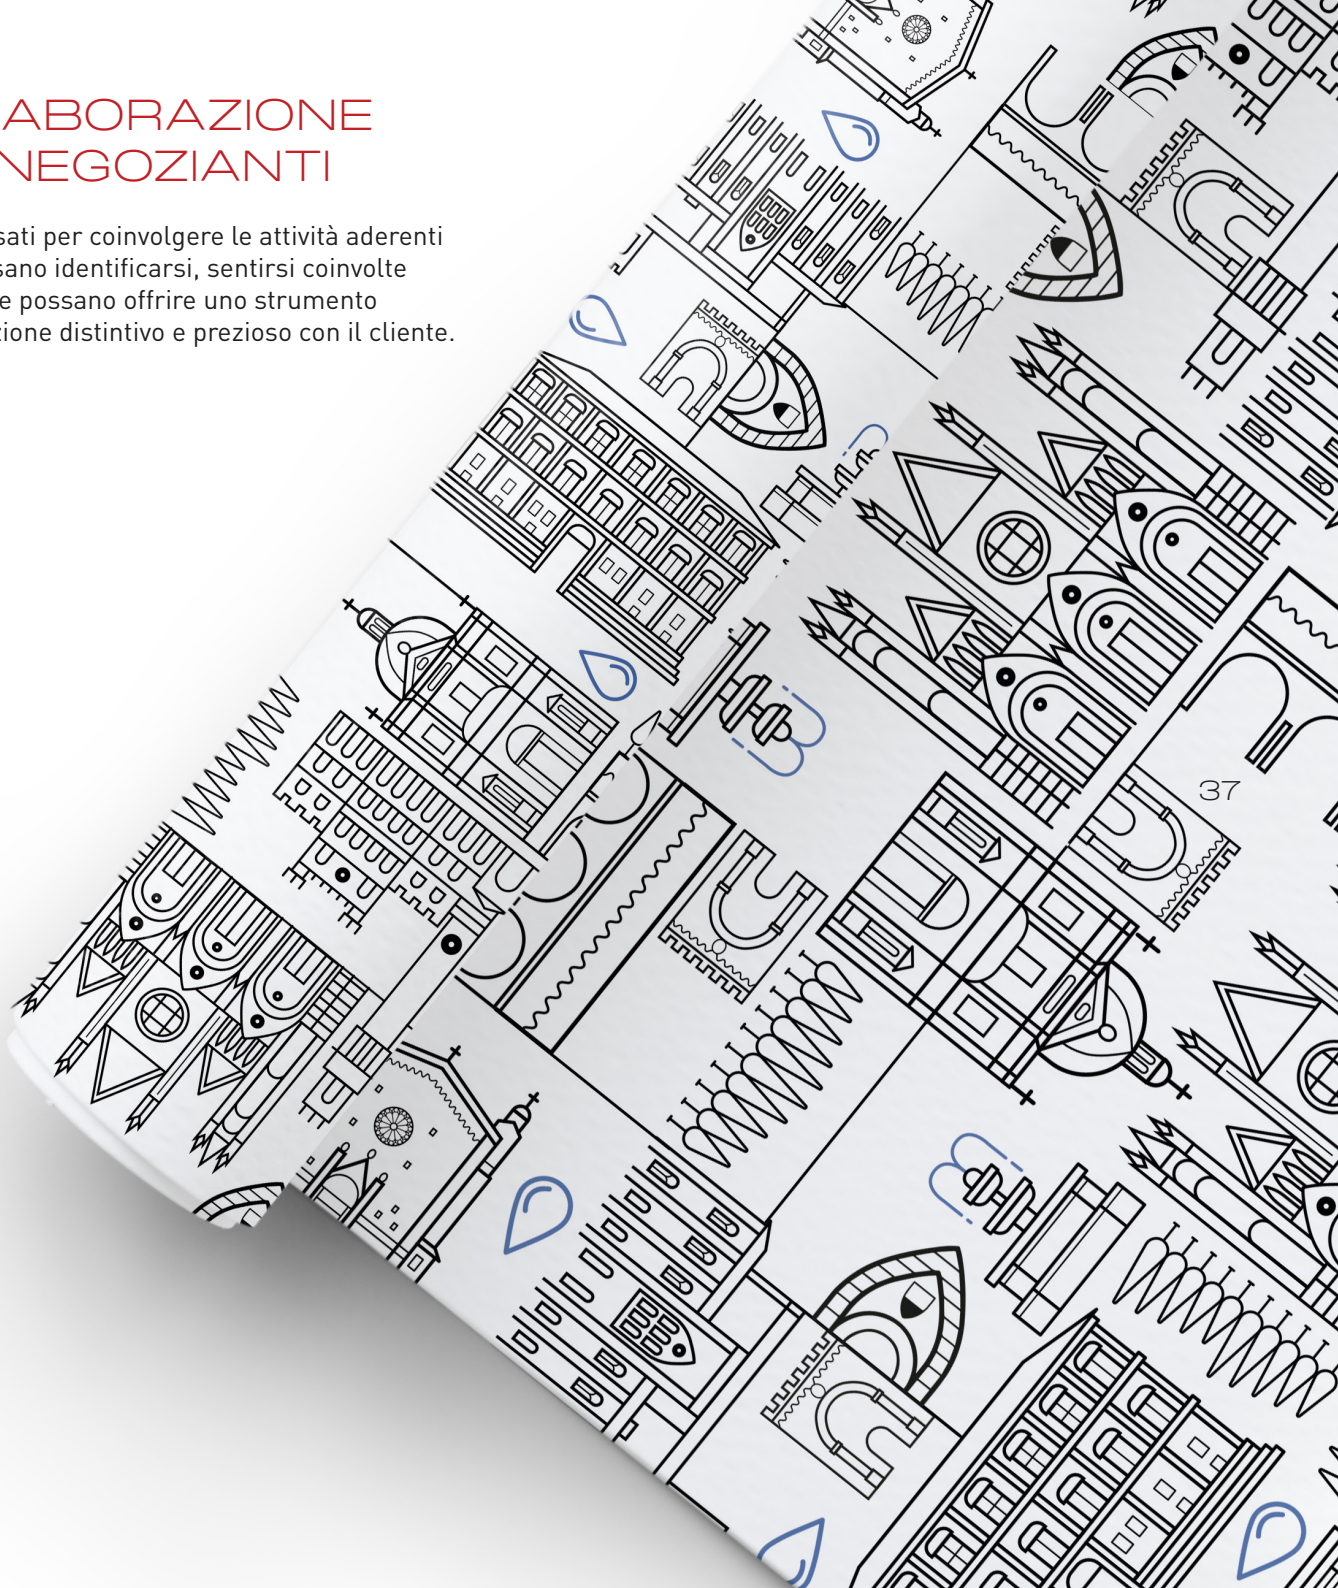 ABORAZIONE
NEGOZIANTI
sati per coinvolgere le attività aderenti
sano identificarsi, sentirsi coinvolte
e possano offrire uno strumento
zione distintivo e prezioso con il cliente.
37